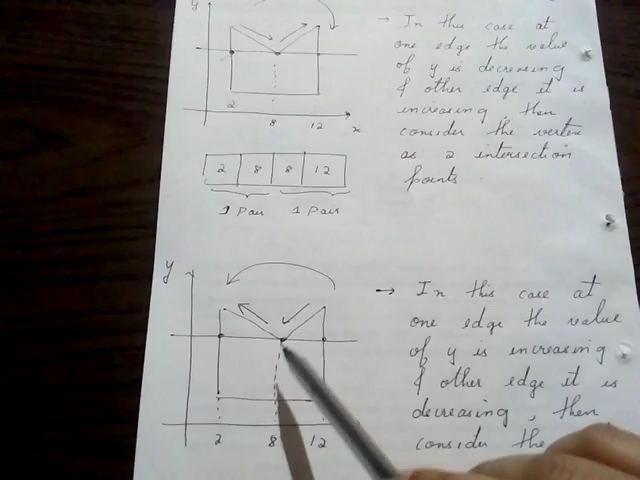 y
→ In this case at
one edge the value
of y is decreasing
& other edge it is
increasing, then
consider the vertex
as 2 intersection
points.
2
8
12
x
2 8 8 12
1 pair 1 pair
y
→ In this case at
one edge the value
of y is increasing
& other edge it is
decreasing, then
consider the
2 8 12